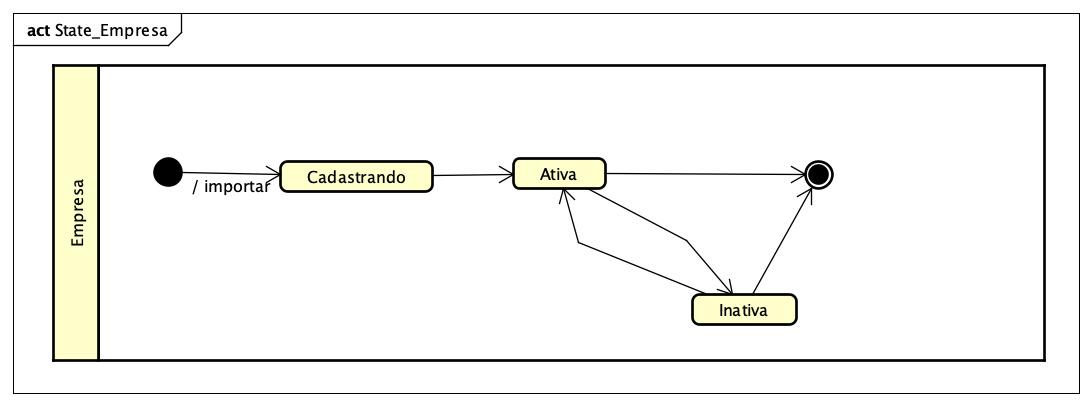 act State_Empresa
Empresa
/ importar
Cadastrando
Ativa
Inativa